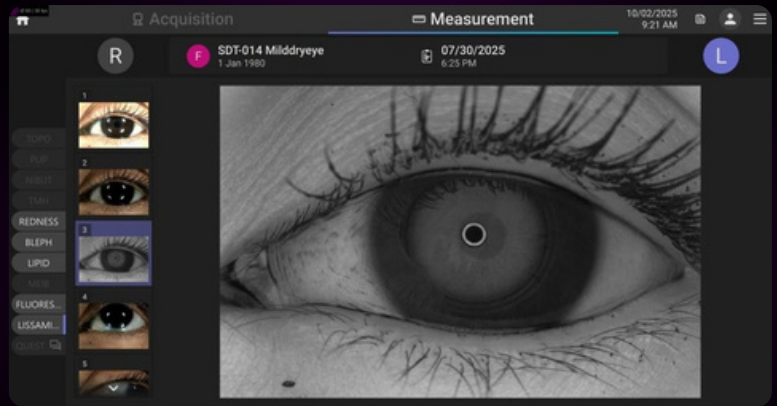 Acquisition
Measurement
10/02/2025
9:21 AM
R
F
SDT-014 Milddryeye
1 Jan 1980
07/30/2025
6:25 PM
L
1
2
3
4
5
TOPO
PUP
NIBUT
TMH
REDNESS
BLEPH
LIPID
FLUORES...
LISSAMI...
QUEST